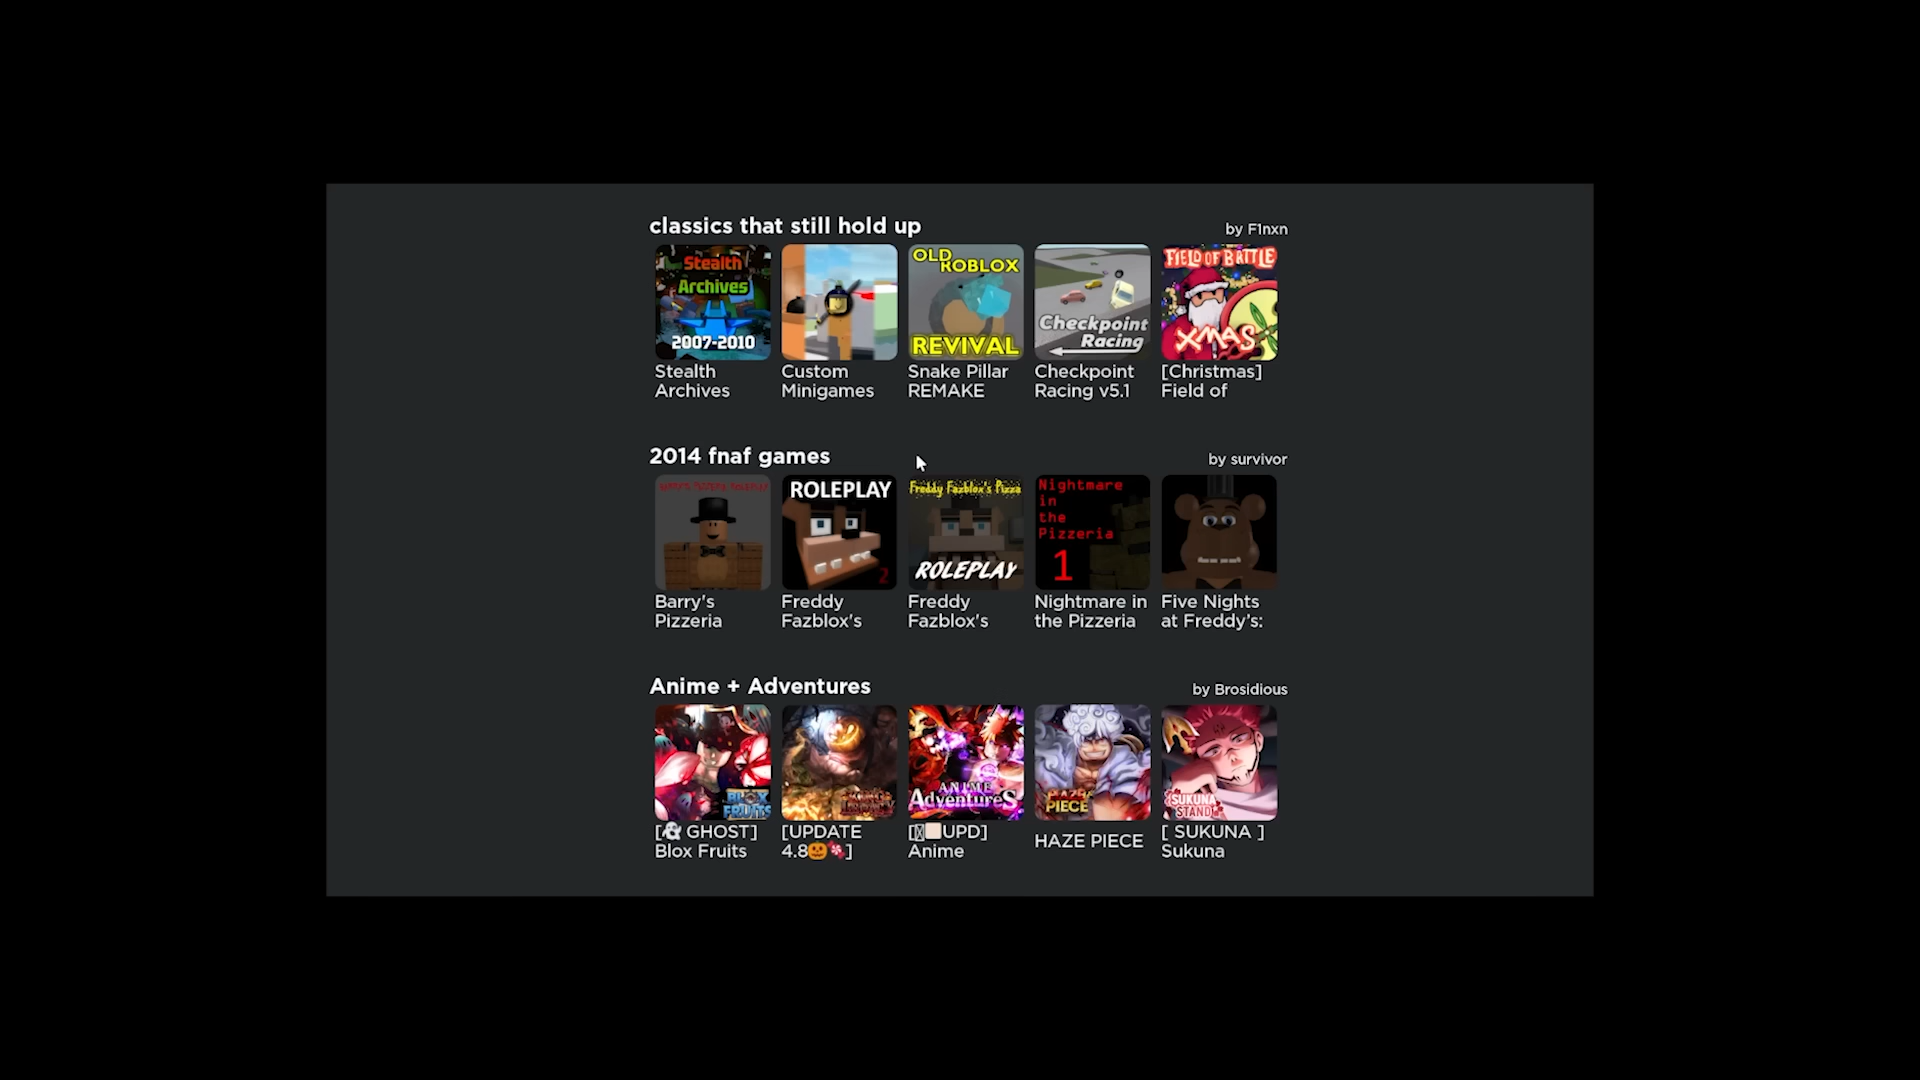 classics that still hold up
by F1nxn
Stealth
Archives
2007-2010
OLD
ROBLOX
REVIVAL
Checkpoint
Racing
FIELD OF BATTLE
XMAS
Stealth
Archives
Custom
Minigames
Snake Pillar
REMAKE
Checkpoint
Racing v5.1
[Christmas]
Field of
2014 fnaf games
by survivor
ROLEPLAY
2
Freddy Fazblox's Pizza
ROLEPLAY
Nightmare
in
the
Pizzeria
1
Barry's
Pizzeria
Freddy
Fazblox's
Freddy
Fazblox's
Nightmare in
the Pizzeria
Five Nights
at Freddy’s:
Anime + Adventures
by Brosidious
BLOX
FRUITS
ANIME
AdventureS
HAZE
PIECE
SUKUNA
STAND
[👻 GHOST]
Blox Fruits
[UPDATE
4.8🎃🍬]
[UPD]
Anime
HAZE PIECE
[ SUKUNA ]
Sukuna